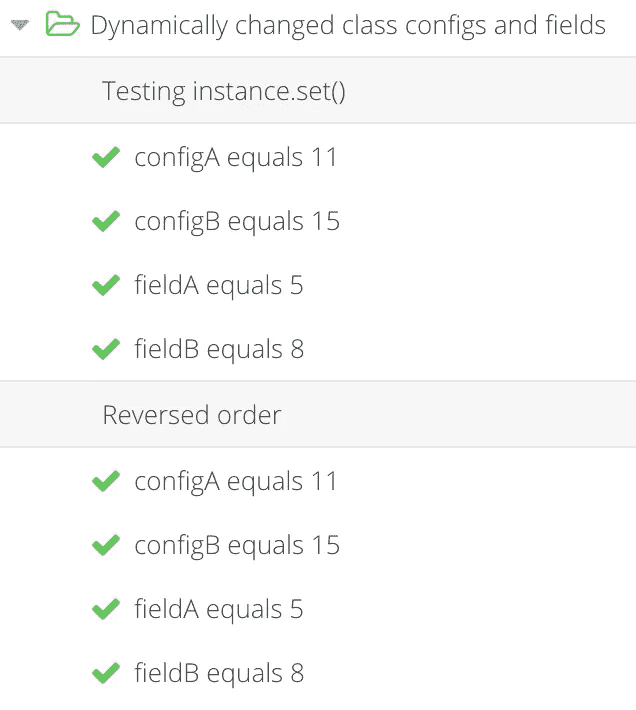 Dynamically changed class configs and fields
Testing instance.set()
configA equals 11
configB equals 15
fieldA equals 5
fieldB equals 8
Reversed order
configA equals 11
configB equals 15
fieldA equals 5
fieldB equals 8